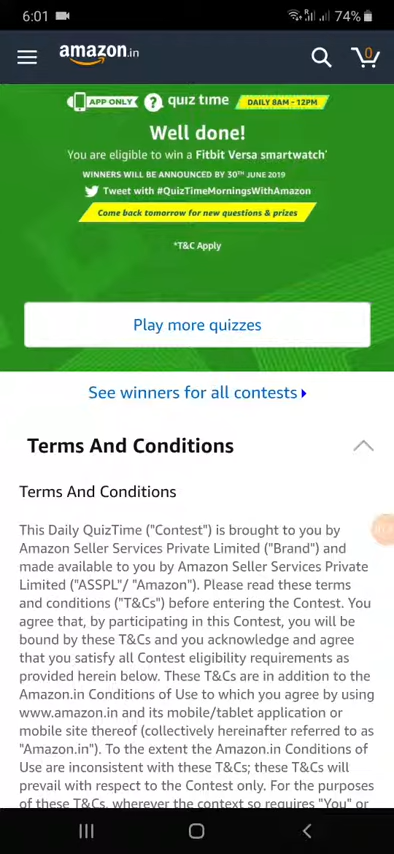 6:01 74%
amazon.in 0
APP ONLY ? quiz time DAILY 8AM - 12PM
Well done!
You are eligible to win a Fitbit Versa smartwatch*
WINNERS WILL BE ANNOUNCED BY 30TH JUNE 2019
Tweet with #QuizTimeMorningsWithAmazon
Come back tomorrow for new questions & prizes
*T&C Apply
Play more quizzes
See winners for all contests
Terms And Conditions
Terms And Conditions
This Daily QuizTime ("Contest") is brought to you by
Amazon Seller Services Private Limited ("Brand") and
made available to you by Amazon Seller Services Private
Limited ("ASSPL"/ "Amazon"). Please read these terms
and conditions ("T&Cs") before entering the Contest. You
agree that, by participating in this Contest, you will be
bound by these T&Cs and you acknowledge and agree
that you satisfy all Contest eligibility requirements as
provided herein below. These T&Cs are in addition to the
Amazon.in Conditions of Use to which you agree by using
www.amazon.in and its mobile/tablet application or
mobile site thereof (collectively hereinafter referred to as
"Amazon.in"). To the extent the Amazon.in Conditions of
Use are inconsistent with these T&Cs; these T&Cs will
prevail with respect to the Contest only. For the purposes
of these T&Cs, wherever the context so requires "You" or